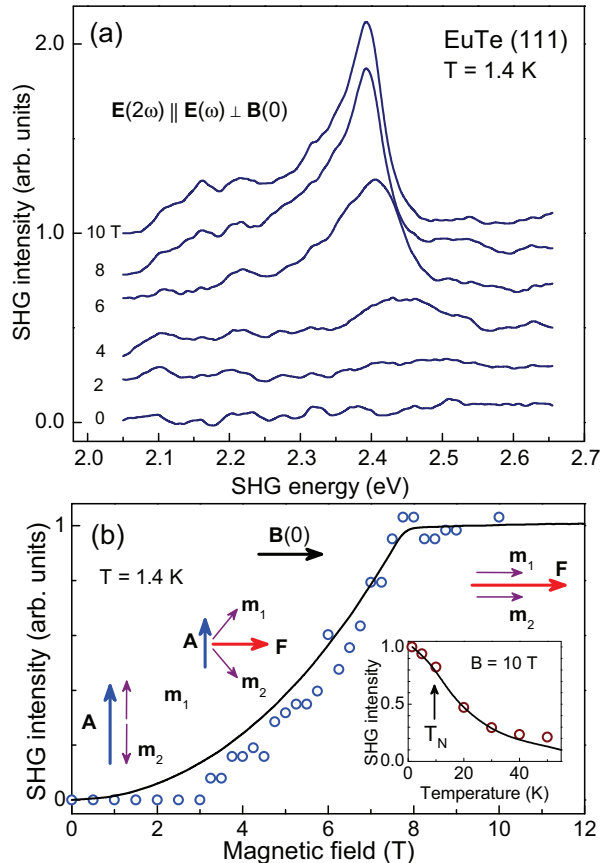 (a)
EuTe (111)
T = 1.4 K
E(2ω) || E(ω) ⊥ B(0)
SHG intensity (arb. units)
2.0
1.0
0.0
10 T
8
6
4
2
0
2.0 2.1 2.2 2.3 2.4 2.5 2.6 2.7
SHG energy (eV)
(b)
T = 1.4 K
B(0)
SHG intensity (arb. units)
1
0
A
m1
m2
A
m1
F
m2
m1
F
m2
B = 10 T
SHG intensity
1.0
0.5
0.0
TN
0 20 40
Temperature (K)
0 2 4 6 8 10 12
Magnetic field (T)